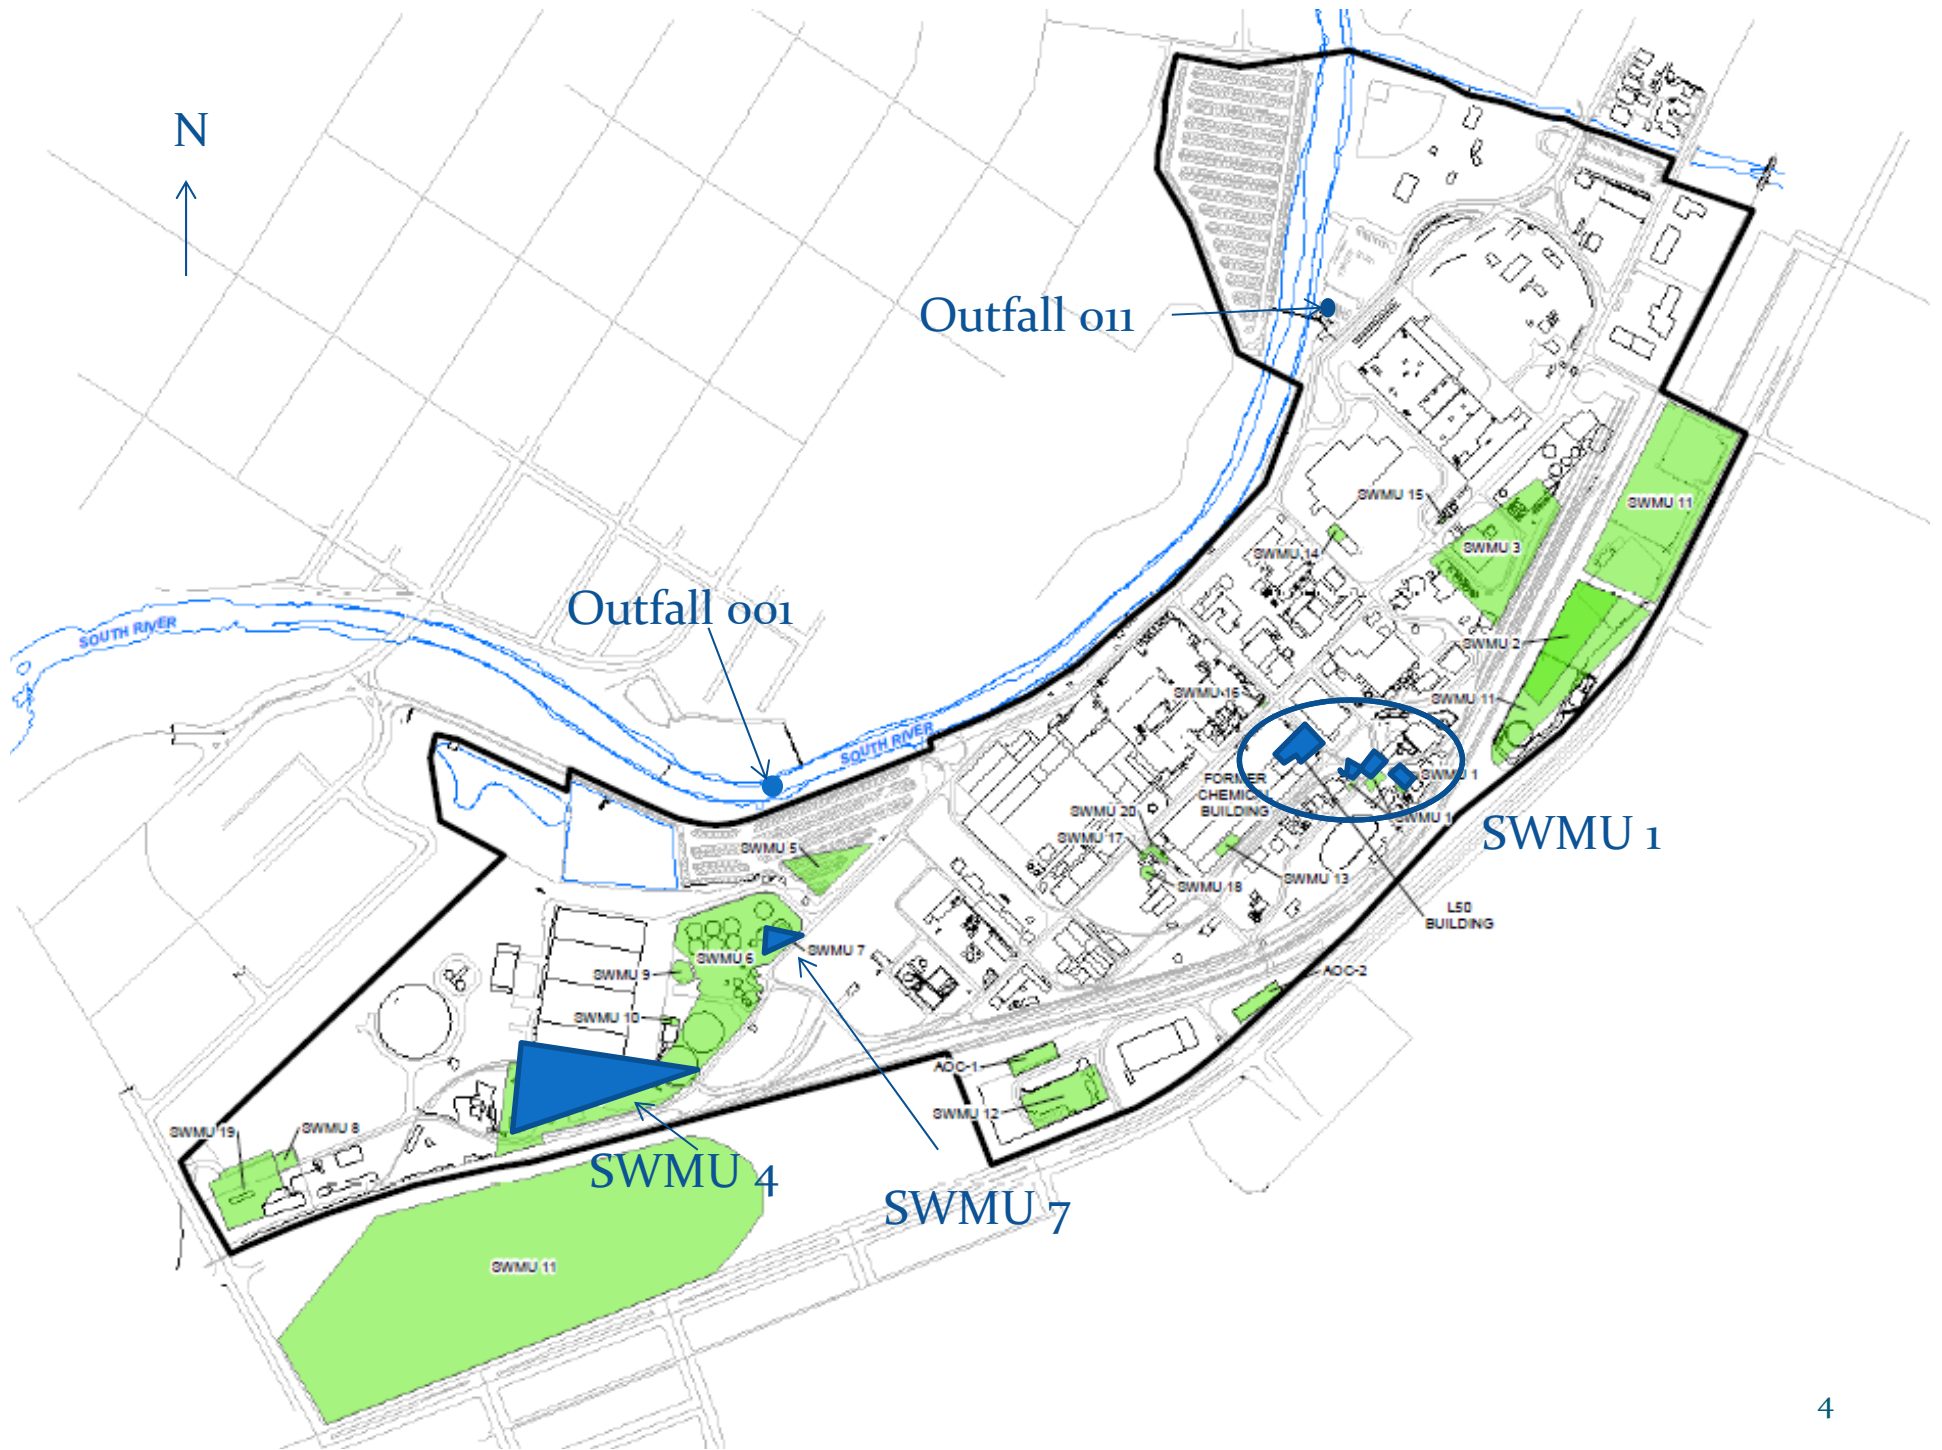 N
Outfall 011
SWMU 15
SWMU 11
SWMU 14
SWMU 3
Outfall 001
SOUTH RIVER
SWMU 2
SWMU 16
SWMU 11
SOUTH RIVER
FORMER
CHEMICAL
BUILDING
SWMU 1
SWMU 20
SWMU 1
SWMU 1
SWMU 17
SWMU 5
SWMU 18
SWMU 13
L50
BUILDING
SWMU 7
SWMU 6
SWMU 9
AOC-2
SWMU 10
AOC-1
SWMU 12
SWMU 19
SWMU 8
SWMU 4
SWMU 7
SWMU 11
4